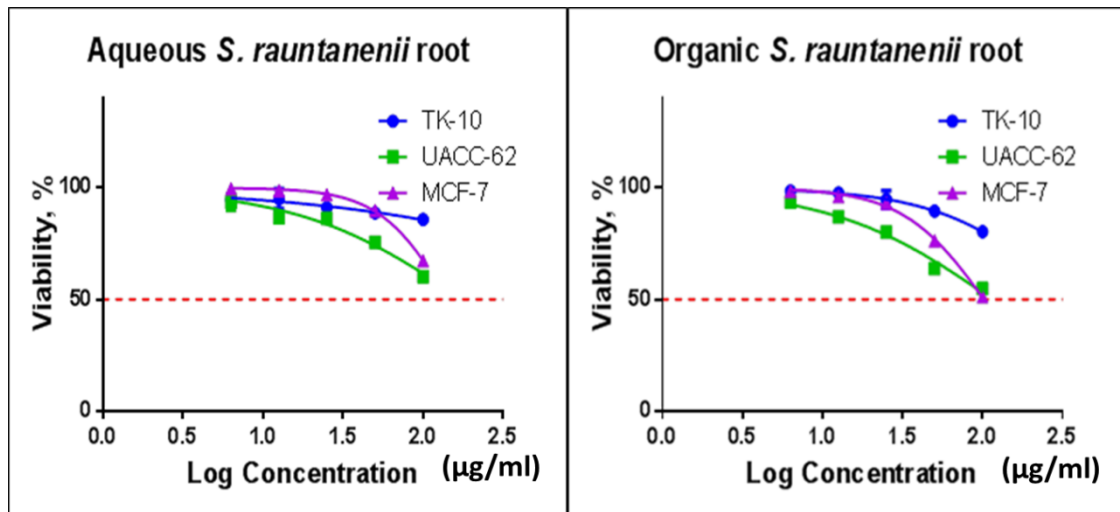 Aqueous S. rauntanenii root
TK-10
UACC-62
MCF-7
Viability, %
100
50
0
0.0 0.5 1.0 1.5 2.0 2.5
Log Concentration (µg/ml)
Organic S. rauntanenii root
TK-10
UACC-62
MCF-7
Viability, %
100
50
0
0.0 0.5 1.0 1.5 2.0 2.5
Log Concentration (µg/ml)